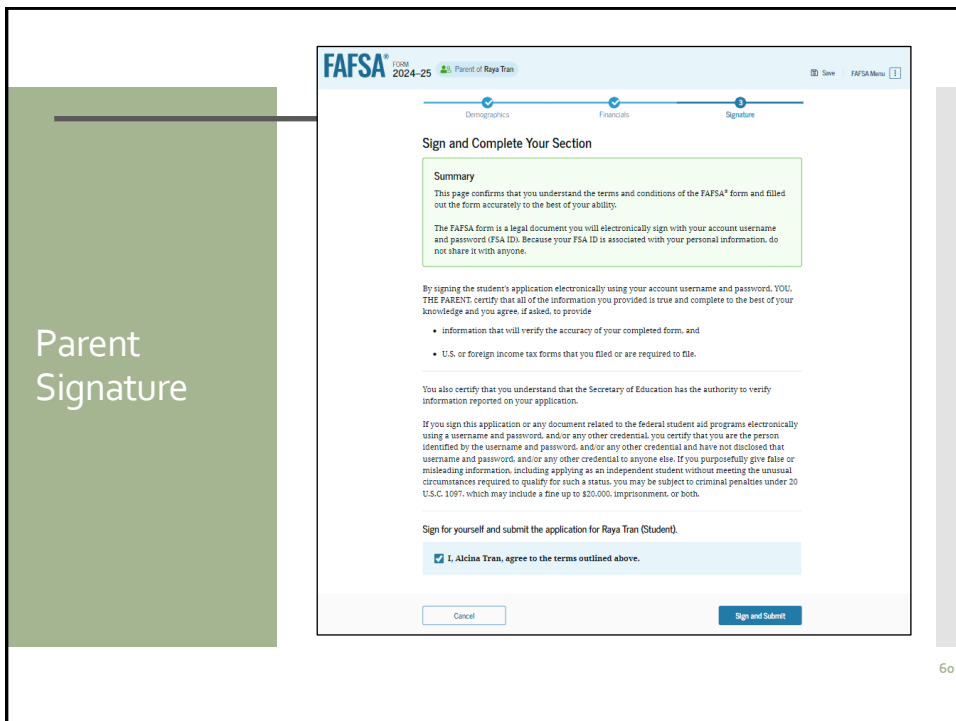 Parent
Signature
FAFSA® FORM 2024–25
Parent of Raya Tran
Save
FAFSA Menu
Demographics
Financials
3
Signature
Sign and Complete Your Section
Summary
This page confirms that you understand the terms and conditions of the FAFSA® form and filled
out the form accurately to the best of your ability.
The FAFSA form is a legal document you will electronically sign with your account username
and password (FSA ID). Because your FSA ID is associated with your personal information, do
not share it with anyone.
By signing the student's application electronically using your account username and password, YOU,
THE PARENT, certify that all of the information you provided is true and complete to the best of your
knowledge and you agree, if asked, to provide
• information that will verify the accuracy of your completed form, and
• U.S. or foreign income tax forms that you filed or are required to file.
You also certify that you understand that the Secretary of Education has the authority to verify
information reported on your application.
If you sign this application or any document related to the federal student aid programs electronically
using a username and password, and/or any other credential, you certify that you are the person
identified by the username and password, and/or any other credential and have not disclosed that
username and password, and/or any other credential to anyone else. If you purposefully give false or
misleading information, including applying as an independent student without meeting the unusual
circumstances required to qualify for such a status, you may be subject to criminal penalties under 20
U.S.C. 1097, which may include a fine up to $20,000, imprisonment, or both.
Sign for yourself and submit the application for Raya Tran (Student).
I, Alcina Tran, agree to the terms outlined above.
Cancel
Sign and Submit
60